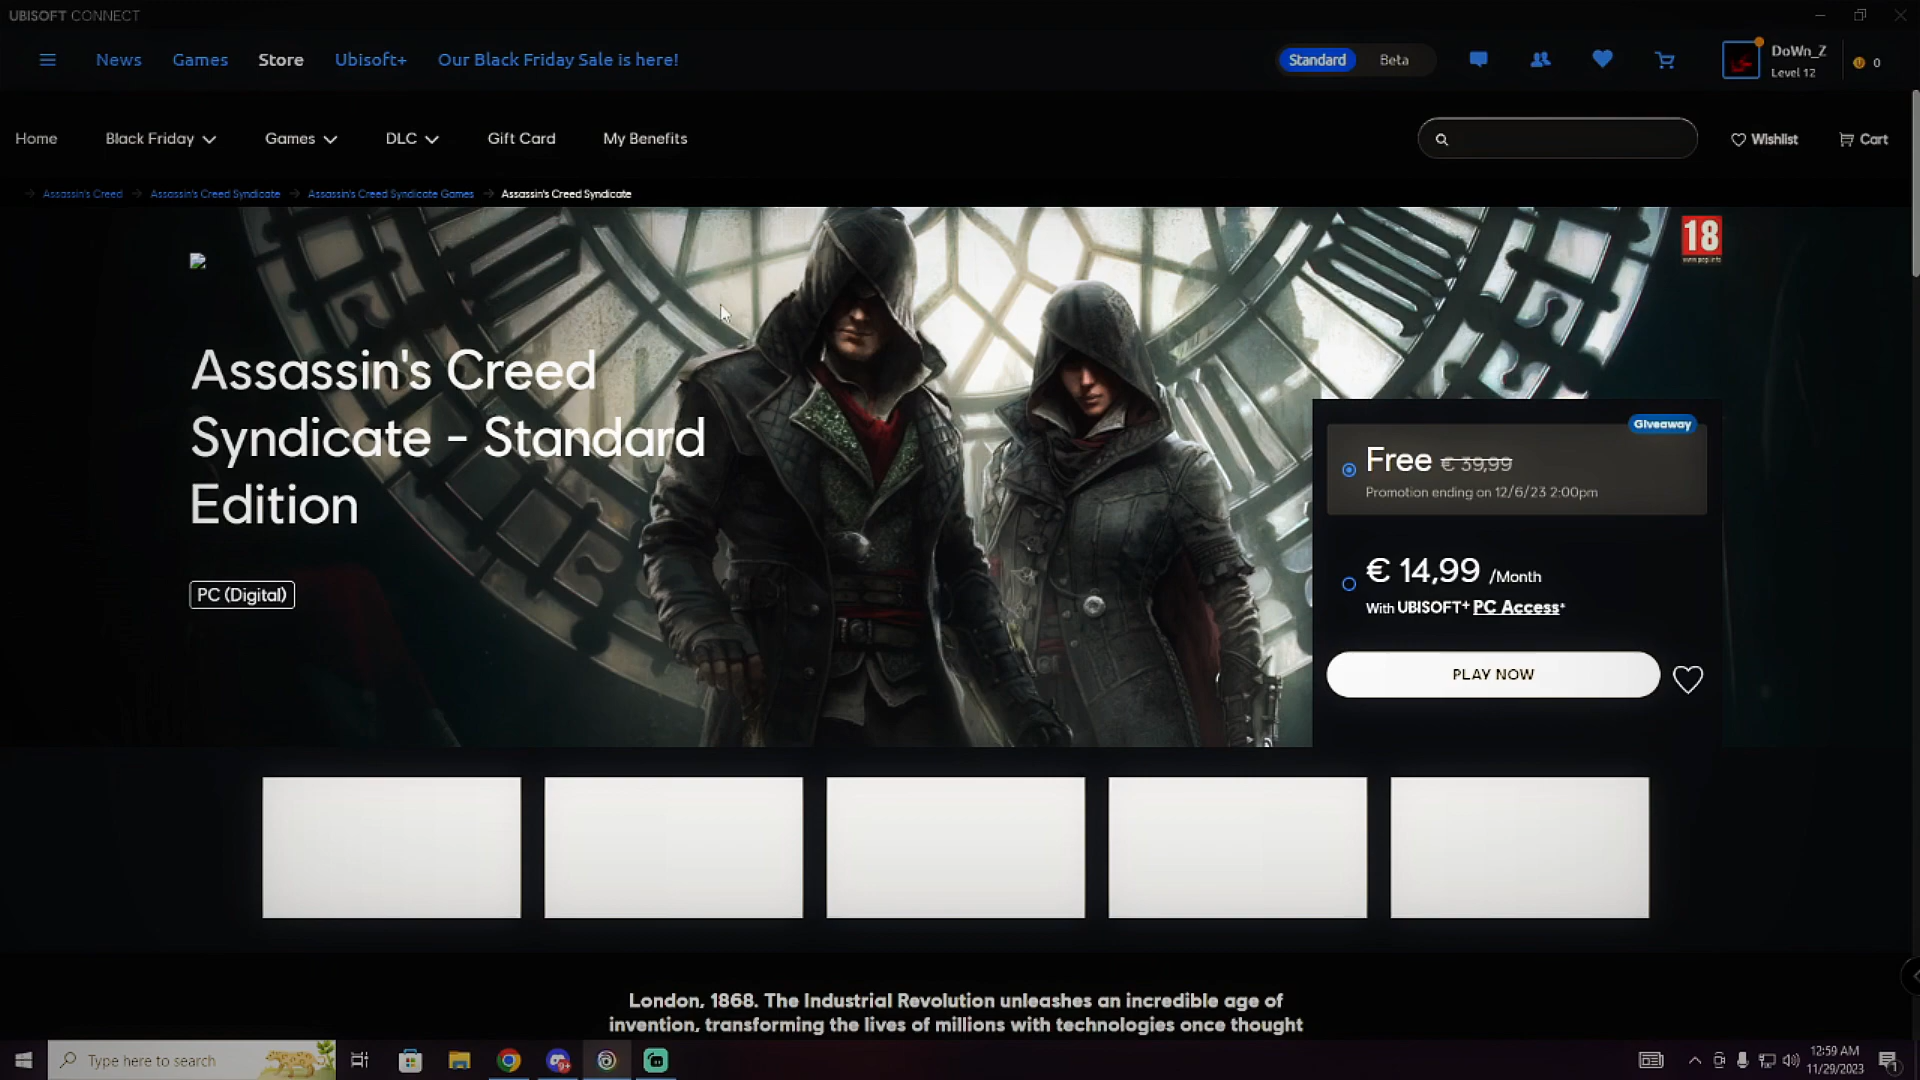 UBISOFT CONNECT
News Games Store Ubisoft+ Our Black Friday Sale is here! Standard Beta DoWn_Z
Level 12 0
Home Black Friday Games DLC Gift Card My Benefits Wishlist Cart
Assassin's Creed Assassin's Creed Syndicate Assassin's Creed Syndicate Games Assassin's Creed Syndicate
18
www.pegi.info
Assassin's Creed
Syndicate - Standard
Edition
PC (Digital)
Giveaway
Free € 39,99
Promotion ending on 12/6/23 2:00pm
€ 14,99 /Month
With UBISOFT+ PC Access*
PLAY NOW
London, 1868. The Industrial Revolution unleashes an incredible age of
invention, transforming the lives of millions with technologies once thought
Type here to search 9+ 12:59 AM
11/29/2023 1